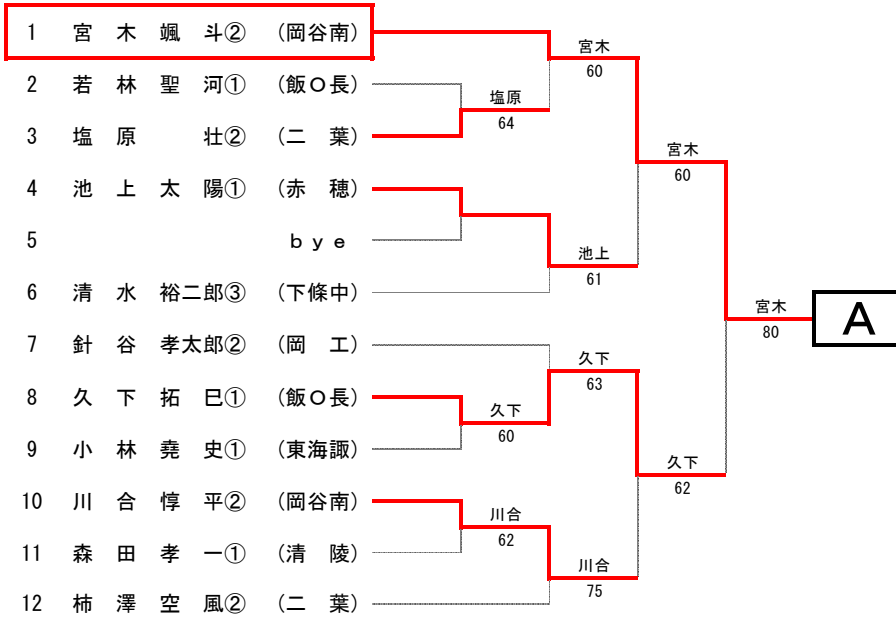 1 宮 木 颯 斗② (岡谷南)
宮木
60
2 若 林 聖 河① (飯O長)
塩原
64
3 塩 原 壮② (二 葉)
宮木
60
4 池 上 太 陽① (赤 穂)
5 bye
池上
61
6 清 水 裕二郎③ (下條中)
宮木
80
A
7 針 谷 孝太郎② (岡 工)
久下
63
8 久 下 拓 巳① (飯O長)
久下
60
9 小 林 堯 史① (東海諏)
久下
62
10 川 合 惇 平② (岡谷南)
川合
62
11 森 田 孝 一① (清 陵)
川合
75
12 柿 澤 空 風② (二 葉)